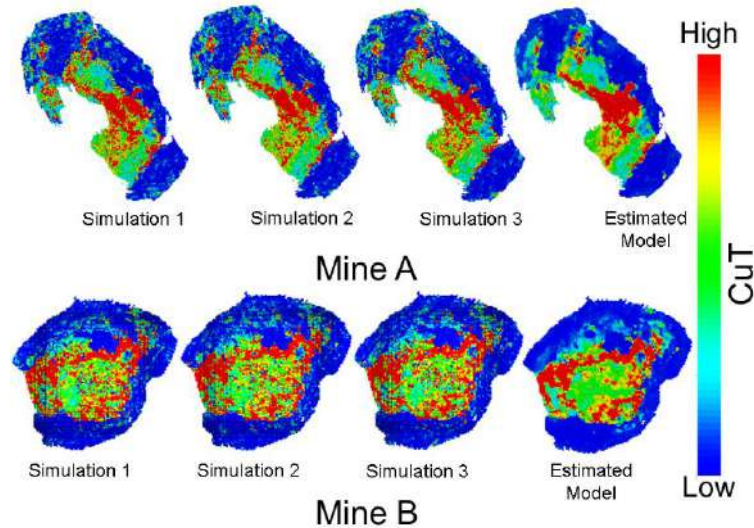 High
Simulation 1
Simulation 2
Simulation 3
Estimated
Model
Mine A
CuT
Simulation 1
Simulation 2
Simulation 3
Estimated
Model
Low
Mine B